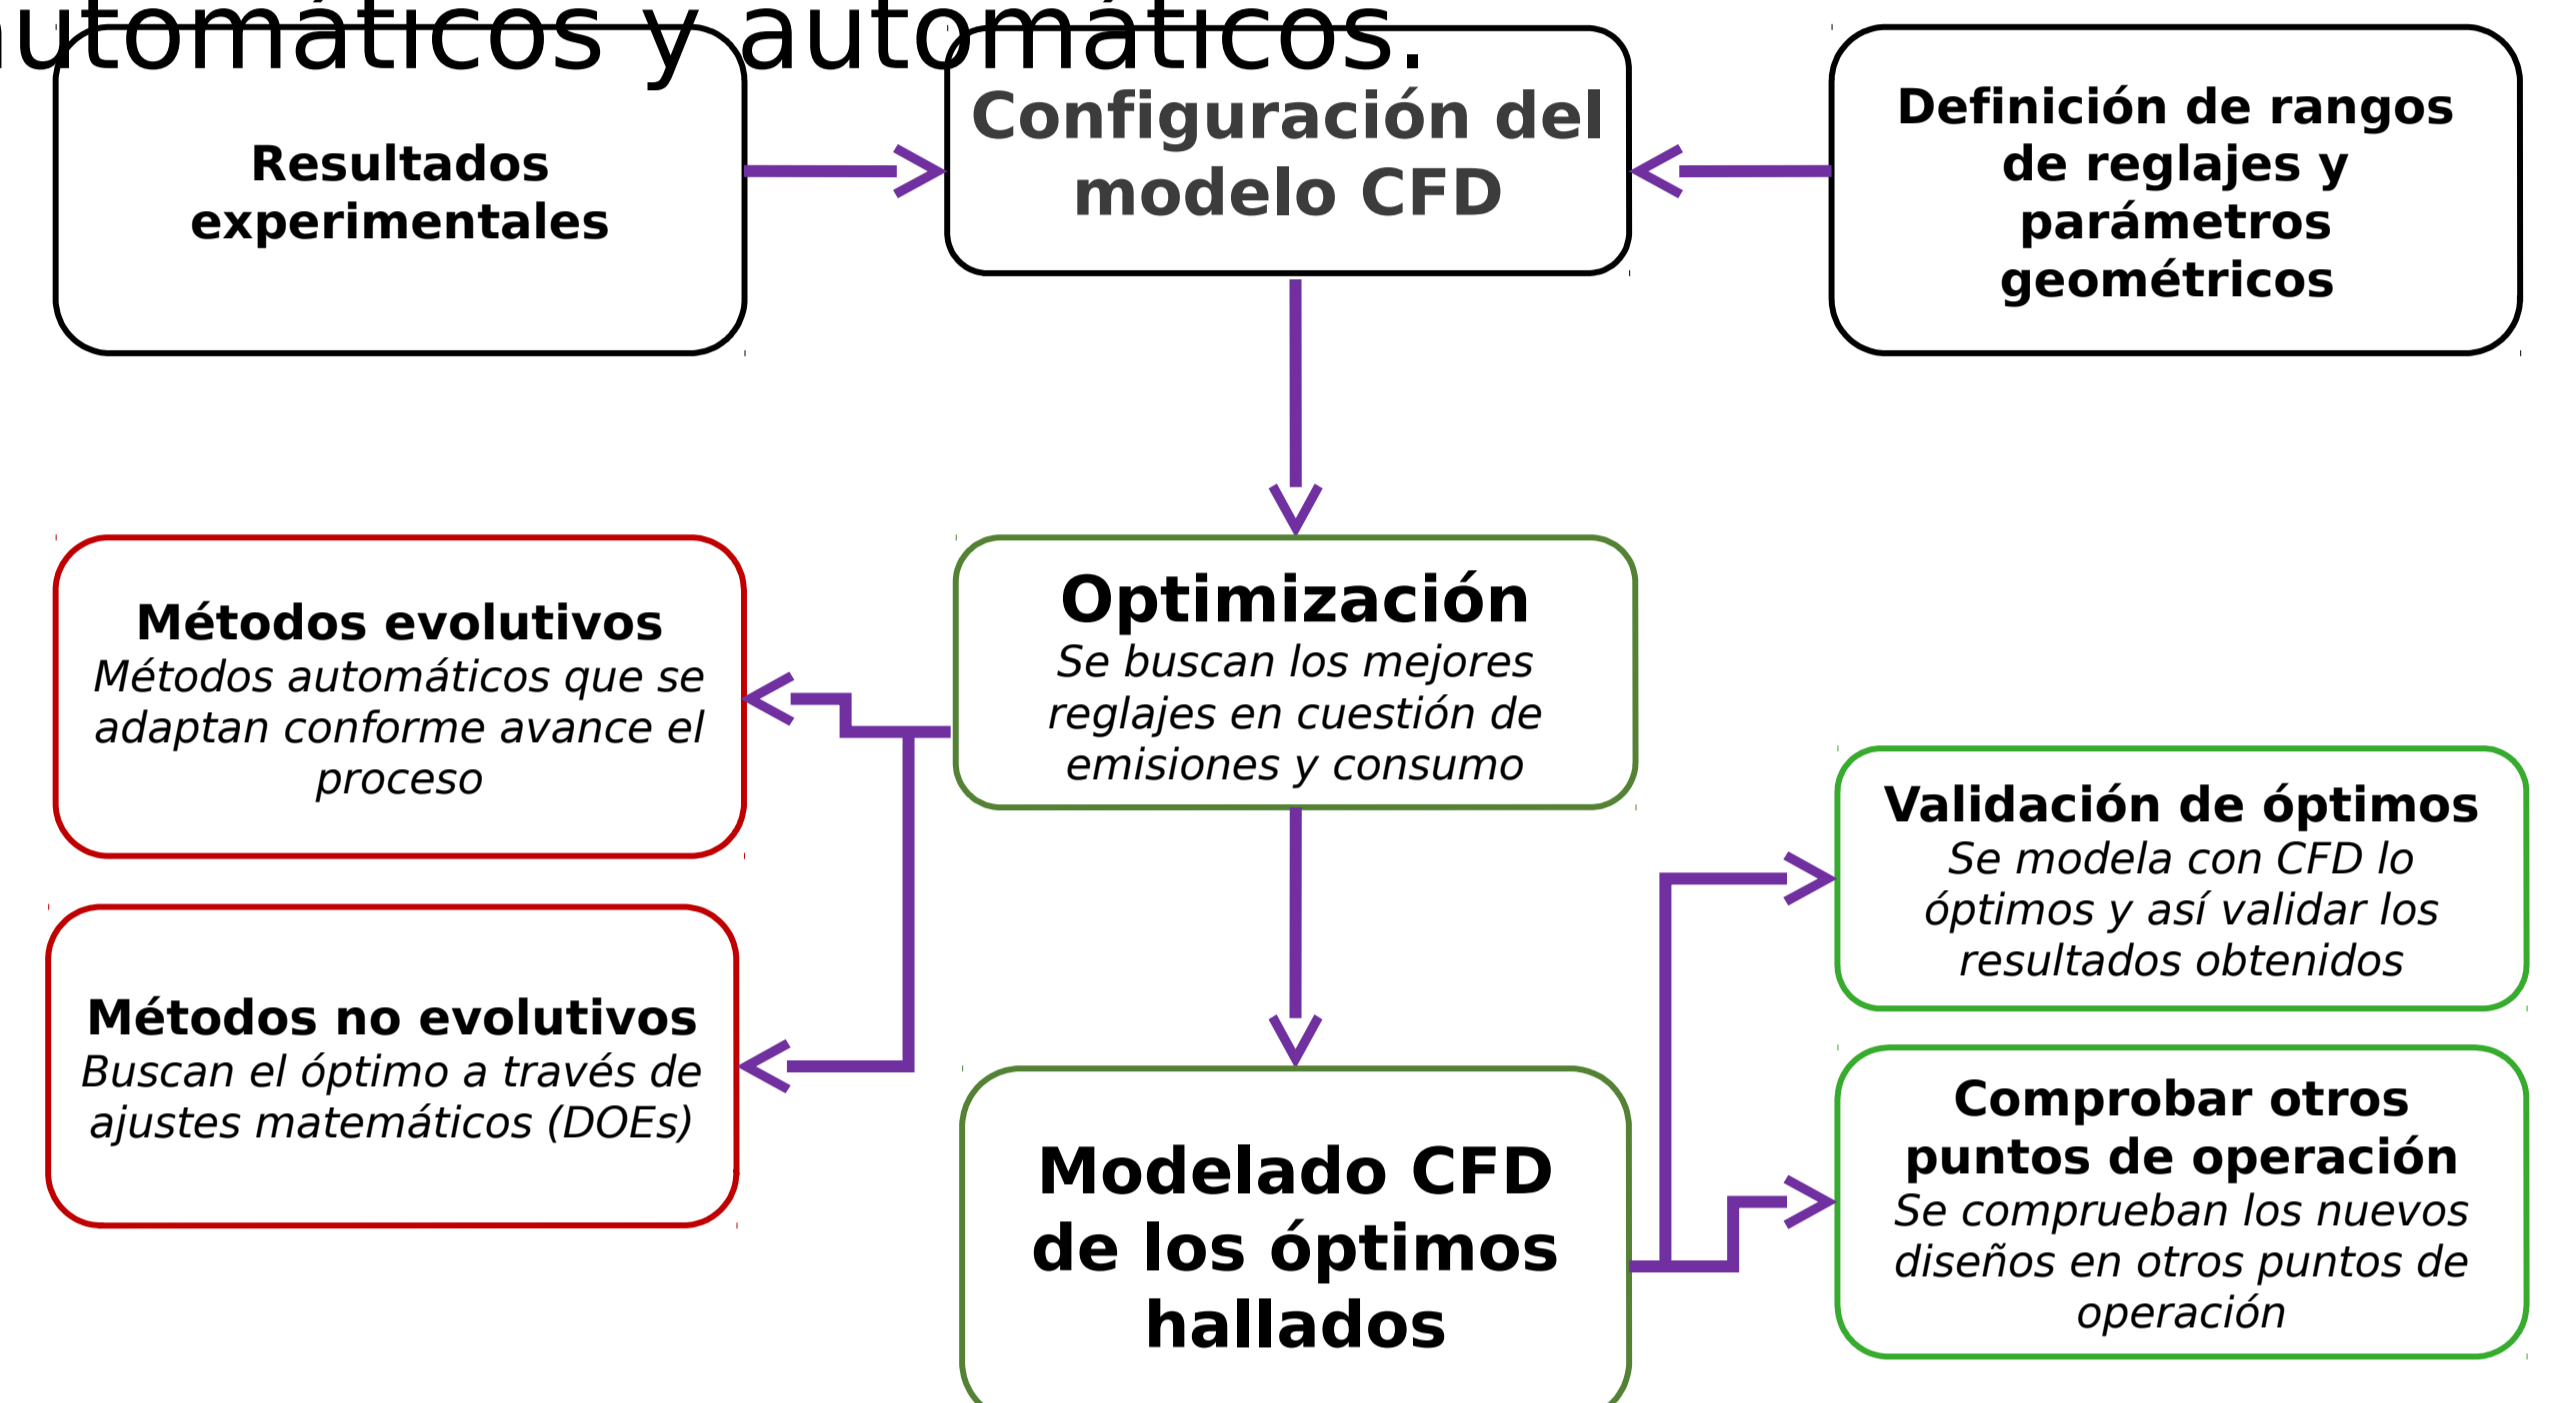 automáticos y automáticos.
Resultados
experimentales
Configuración del
modelo CFD
Definición de rangos
de reglajes y
parámetros
geométricos
Métodos evolutivos
Métodos automáticos que se
adaptan conforme avance el
proceso
Optimización
Se buscan los mejores
reglajes en cuestión de
emisiones y consumo
Métodos no evolutivos
Buscan el óptimo a través de
ajustes matemáticos (DOEs)
Modelado CFD
de los óptimos
hallados
Validación de óptimos
Se modela con CFD lo
óptimos y así validar los
resultados obtenidos
Comprobar otros
puntos de operación
Se comprueban los nuevos
diseños en otros puntos de
operación